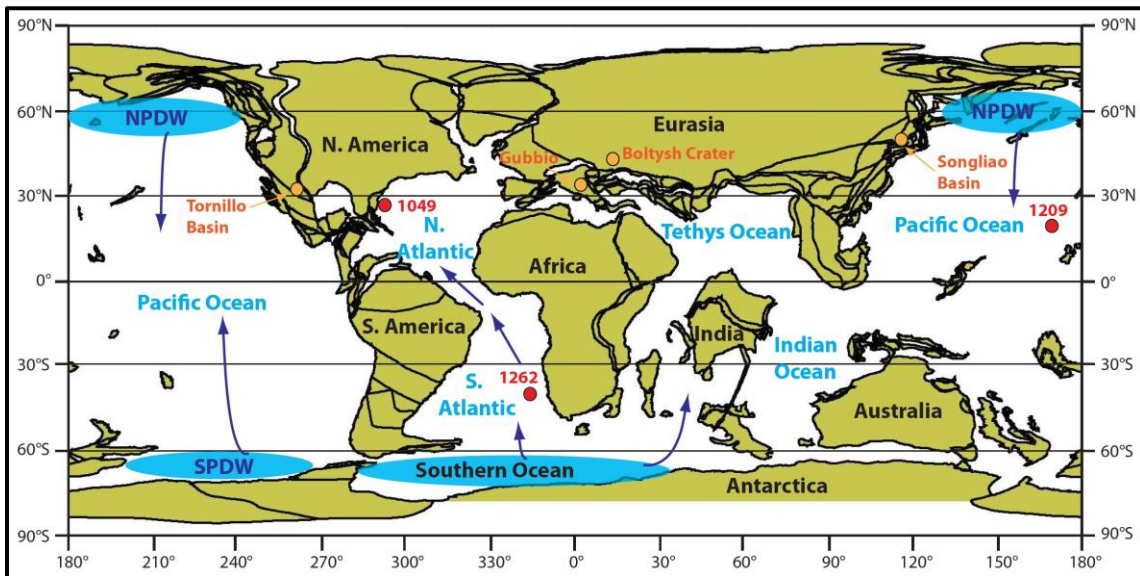 90°N
90°N
60°N
NPDW
NPDW
60°N
N. America
Eurasia
Gubbio
Boltysh Crater
Songliao
Basin
30°N
30°N
Tornillo
Basin
1049
1209
N.
Atlantic
Tethys Ocean
Pacific Ocean
Africa
0°
0°
Pacific Ocean
S. America
India
Indian
Ocean
30°S
30°S
1262
S.
Atlantic
Australia
60°S
SPDW
Southern Ocean
60°S
Antarctica
90°S
90°S
180°
210°
240°
270°
300°
330°
0°
30°
60°
90°
120°
150°
180°